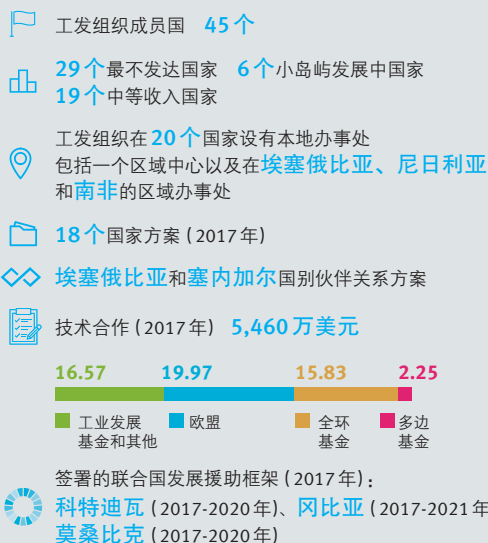 工发组织成员国 45个
29个最不发达国家 6个小岛屿发展中国家
19个中等收入国家
工发组织在20个国家设有本地办事处
包括一个区域中心以及在埃塞俄比亚、尼日利亚
和南非的区域办事处
18个国家方案（2017年）
埃塞俄比亚和塞内加尔国别伙伴关系方案
技术合作（2017年） 5,460万美元
16.57 19.97 15.83 2.25
工业发展 欧盟 全环 多边
基金和其他 基金 基金
签署的联合国发展援助框架（2017年）：
科特迪瓦（2017-2020年）、冈比亚（2017-2021年
莫桑比克（2017-2020年）